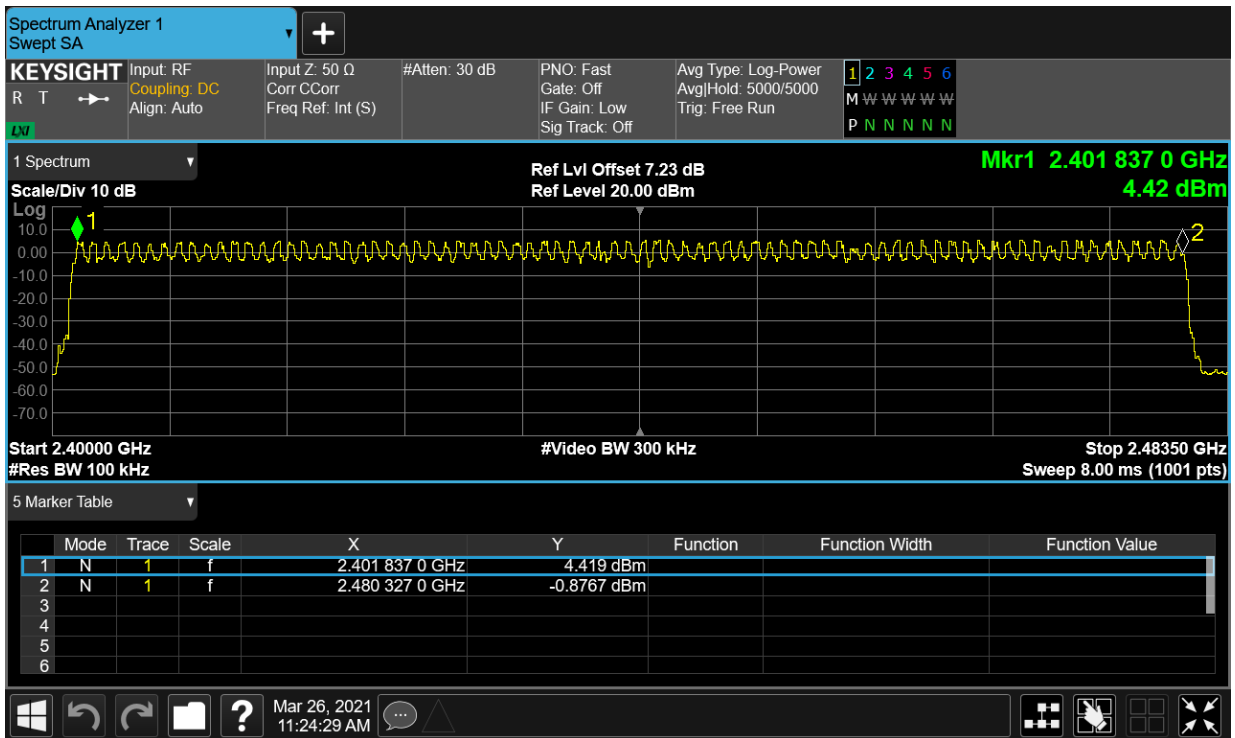 Spectrum Analyzer 1
Swept SA
+
KEYSIGHT
R T
LXI
Input: RF
Coupling: DC
Align: Auto
Input Z: 50 Ω
Corr CCorr
Freq Ref: Int (S)
#Atten: 30 dB
PNO: Fast
Gate: Off
IF Gain: Low
Sig Track: Off
Avg Type: Log-Power
Avg|Hold: 5000/5000
Trig: Free Run
1 2 3 4 5 6
M W W W W W
P N N N N N
1 Spectrum
Scale/Div 10 dB
Ref Lvl Offset 7.23 dB
Ref Level 20.00 dBm
Mkr1 2.401 837 0 GHz
4.42 dBm
Log
10.0
0.00
-10.0
-20.0
-30.0
-40.0
-50.0
-60.0
-70.0
1
2
Start 2.40000 GHz
#Res BW 100 kHz
#Video BW 300 kHz
Stop 2.48350 GHz
Sweep 8.00 ms (1001 pts)
5 Marker Table
Mode Trace Scale X Y Function Function Width Function Value
1 N 1 f 2.401 837 0 GHz 4.419 dBm
2 N 1 f 2.480 327 0 GHz -0.8767 dBm
3
4
5
6
?
Mar 26, 2021
11:24:29 AM